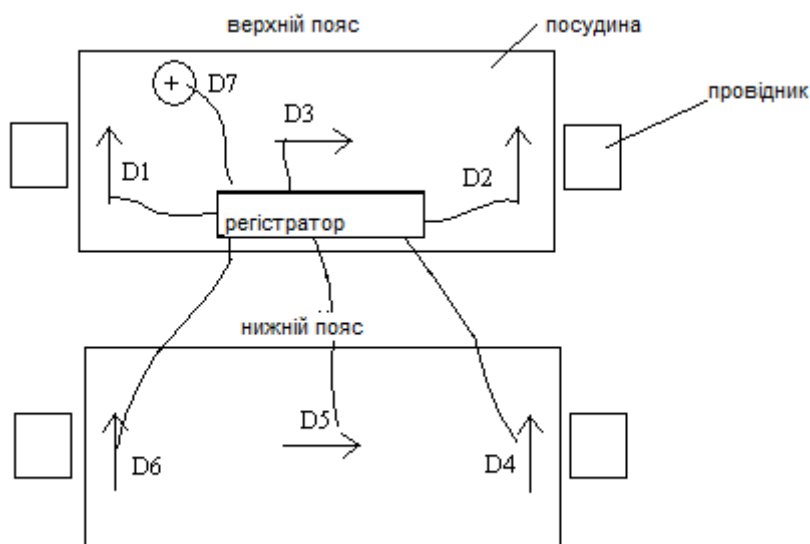 верхній пояс
посудина
провідник
+
D7
D3
D1
D2
регістратор
нижній пояс
D5
D6
D4